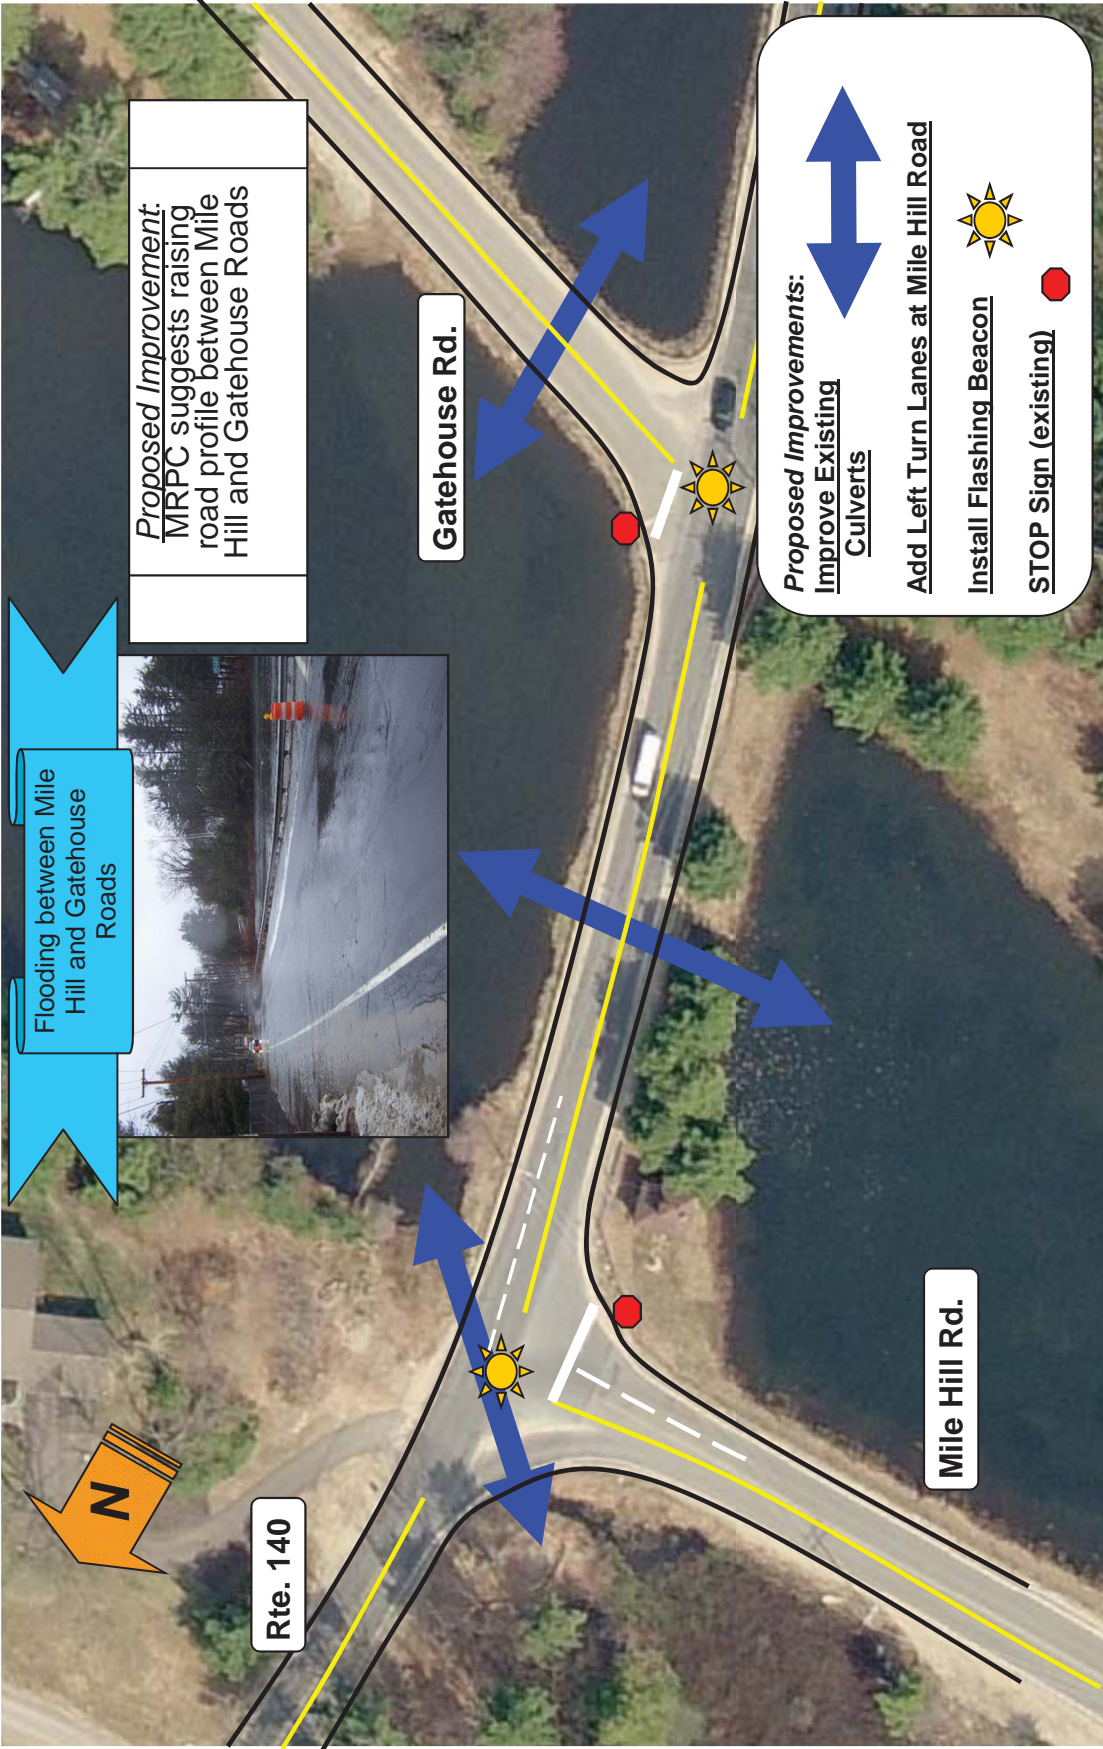 Flooding between Mile
Hill and Gatehouse
Roads
Proposed Improvement:
MRPC suggests raising
road profile between Mile
Hill and Gatehouse Roads
N
Rte. 140
Gatehouse Rd.
Mile Hill Rd.
Proposed Improvements:
Improve Existing
Culverts
Add Left Turn Lanes at Mile Hill Road
Install Flashing Beacon
STOP Sign (existing)